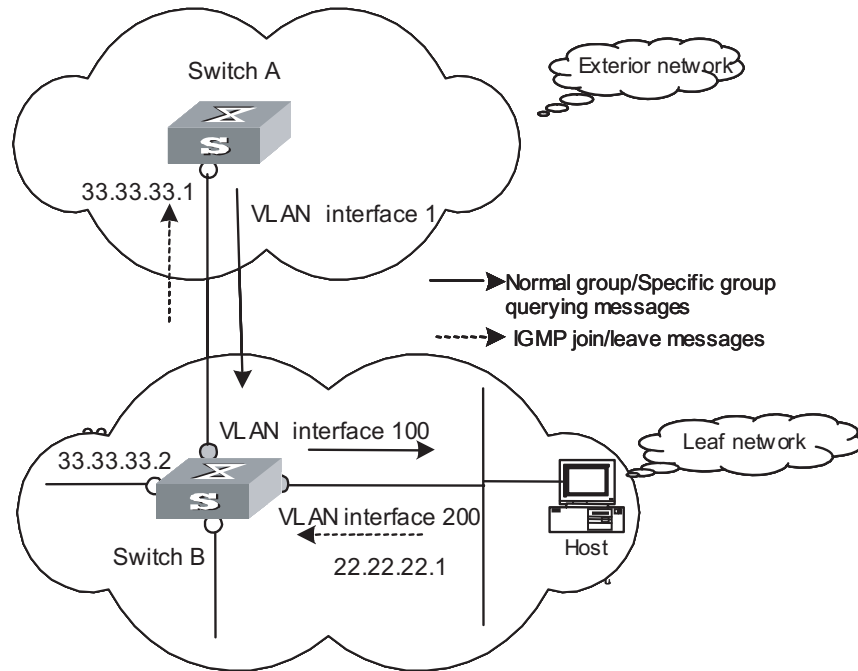 Switch A
Exterior network
S
33.33.33.1
VLAN interface 1
Normal group/Specific group
querying messages
IGMP join/leave messages
VLAN interface 100
Leaf network
33.33.33.2
S
VLAN interface 200
Switch B
Host
22.22.22.1